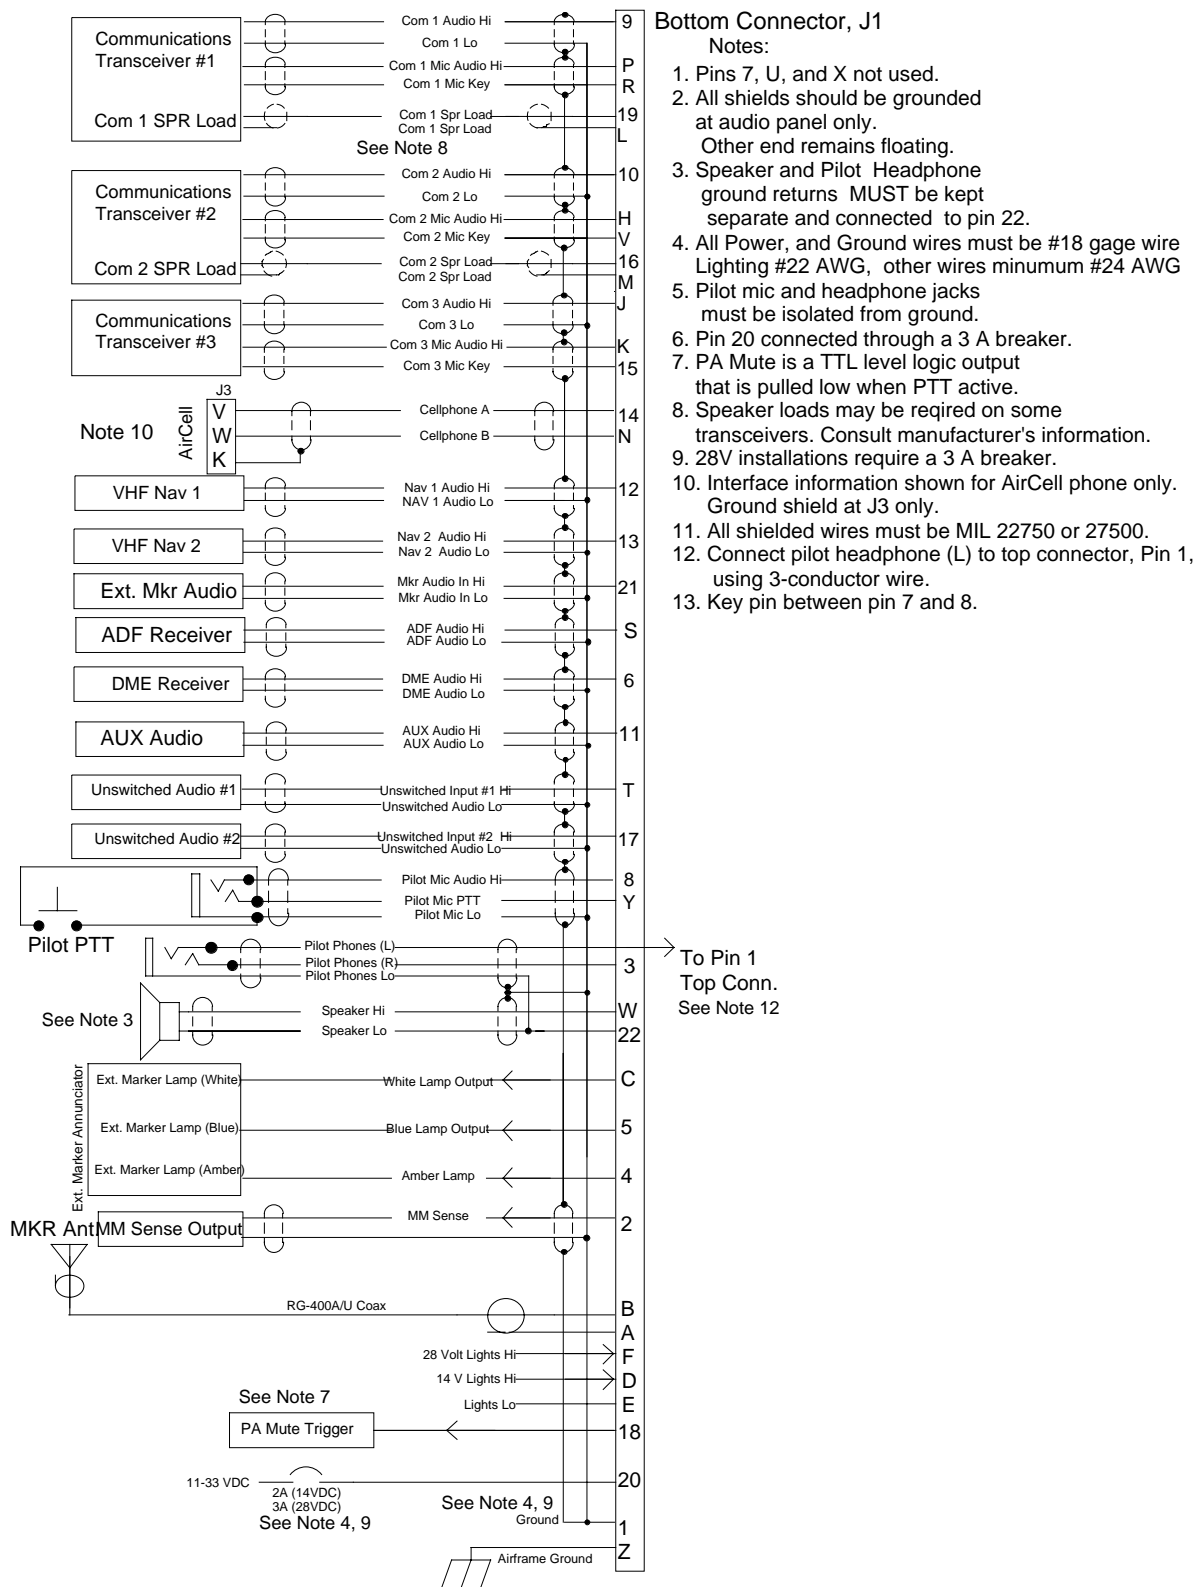 Bottom Connector, J1
Notes:
1. Pins 7, U, and X not used.
2. All shields should be grounded
at audio panel only.
Other end remains floating.
3. Speaker and Pilot Headphone
ground returns MUST be kept
separate and connected to pin 22.
4. All Power, and Ground wires must be #18 gage wire
Lighting #22 AWG, other wires minumum #24 AWG
5. Pilot mic and headphone jacks
must be isolated from ground.
6. Pin 20 connected through a 3 A breaker.
7. PA Mute is a TTL level logic output
that is pulled low when PTT active.
8. Speaker loads may be reqired on some
transceivers. Consult manufacturer's information.
9. 28V installations require a 3 A breaker.
10. Interface information shown for AirCell phone only.
Ground shield at J3 only.
11. All shielded wires must be MIL 22750 or 27500.
12. Connect pilot headphone (L) to top connector, Pin 1,
using 3-conductor wire.
13. Key pin between pin 7 and 8.
Communications
Transceiver #1
Com 1 Audio Hi 9
Com 1 Lo
Com 1 Mic Audio Hi P
Com 1 Mic Key R
Com 1 SPR Load
Com 1 Spr Load 19
Com 1 Spr Load L
See Note 8
Communications
Transceiver #2
Com 2 Audio Hi 10
Com 2 Lo
Com 2 Mic Audio Hi H
Com 2 Mic Key V
Com 2 SPR Load
Com 2 Spr Load 16
Com 2 Spr Load M
Communications
Transceiver #3
Com 3 Audio Hi J
Com 3 Lo
Com 3 Mic Audio Hi K
Com 3 Mic Key 15
Note 10
AirCell
J3
V Cellphone A 14
W Cellphone B N
K
VHF Nav 1
Nav 1 Audio Hi 12
NAV 1 Audio Lo
VHF Nav 2
Nav 2 Audio Hi 13
Nav 2 Audio Lo
Ext. Mkr Audio
Mkr Audio In Hi 21
Mkr Audio In Lo
ADF Receiver
ADF Audio Hi S
ADF Audio Lo
DME Receiver
DME Audio Hi 6
DME Audio Lo
AUX Audio
AUX Audio Hi 11
AUX Audio Lo
Unswitched Audio #1
Unswitched Input #1 Hi T
Unswitched Audio Lo
Unswitched Audio #2
Unswitched Input #2 Hi 17
Unswitched Audio Lo
Pilot PTT
Pilot Mic Audio Hi 8
Pilot Mic PTT Y
Pilot Mic Lo
Pilot Phones (L)
To Pin 1
Top Conn.
See Note 12
Pilot Phones (R) 3
Pilot Phones Lo
See Note 3
Speaker Hi W
Speaker Lo 22
Ext. Marker Annunciator
Ext. Marker Lamp (White) White Lamp Output C
Ext. Marker Lamp (Blue) Blue Lamp Output 5
Ext. Marker Lamp (Amber) Amber Lamp 4
MM Sense Output MM Sense 2
MKR Ant.
RG-400A/U Coax B
A
28 Volt Lights Hi F
14 V Lights Hi D
Lights Lo E
See Note 7
PA Mute Trigger 18
11-33 VDC 20
2A (14VDC)
3A (28VDC)
See Note 4, 9
See Note 4, 9
Ground 1
Airframe Ground Z